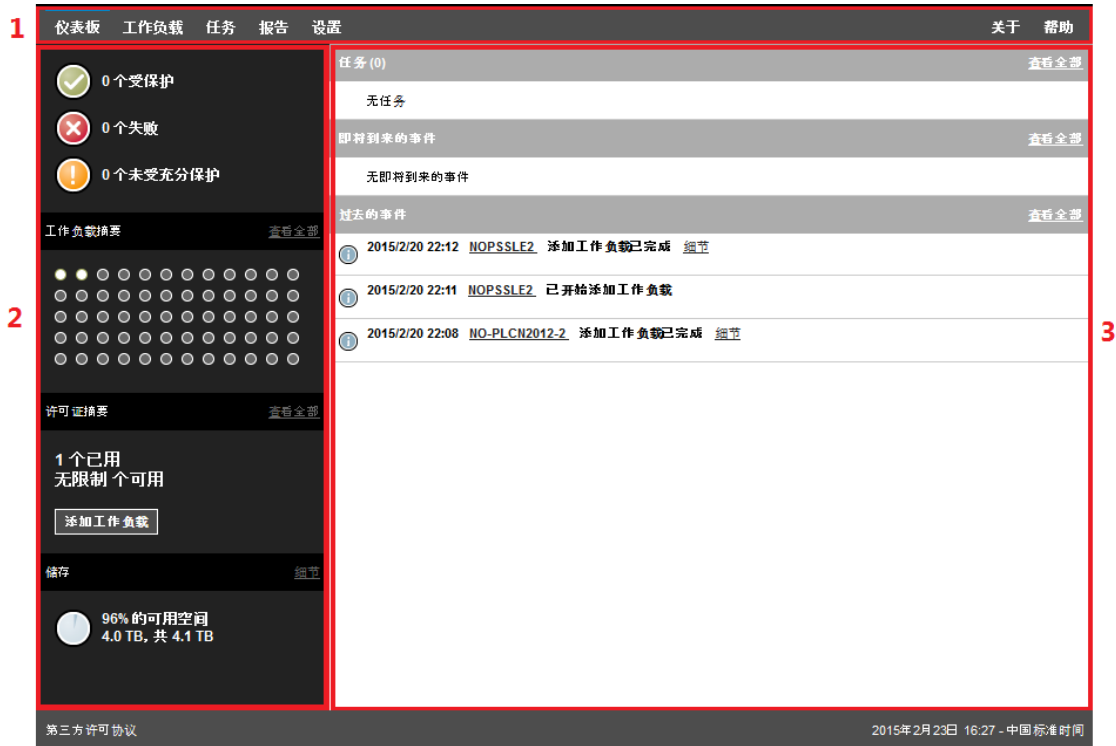 1
仪表板 工作负载 任务 报告 设置 关于 帮助
2
0 个受保护
0 个失败
0 个未受充分保护
工作负载摘要 查看全部
许可证摘要 查看全部
1 个已用
无限制 个可用
添加工作负载
储存 细节
96% 的可用空间
4.0 TB, 共 4.1 TB
3
任务 (0) 查看全部
无任务
即将到来的事件 查看全部
无即将到来的事件
过去的事件 查看全部
2015/2/20 22:12 NOPSSLE2 添加工作负载已完成 细节
2015/2/20 22:11 NOPSSLE2 已开始添加工作负载
2015/2/20 22:08 NO-PLCN2012-2 添加工作负载已完成 细节
第三方许可协议 2015年2月23日 16:27 - 中国标准时间